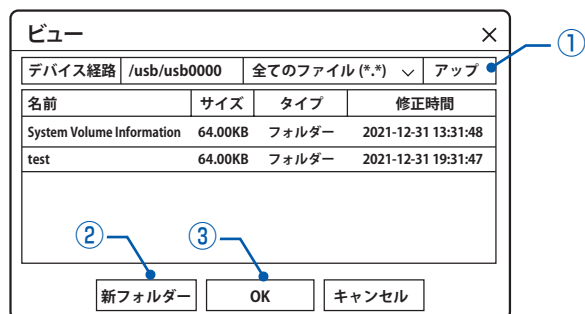 ビュー ×
①
デバイス経路 /usb/usb0000 全てのファイル (*.*) アップ
名前 サイズ タイプ 修正時間
System Volume Information 64.00KB フォルダー 2021-12-31 13:31:48
test 64.00KB フォルダー 2021-12-31 19:31:47
② ③
新フォルダー OK キャンセル